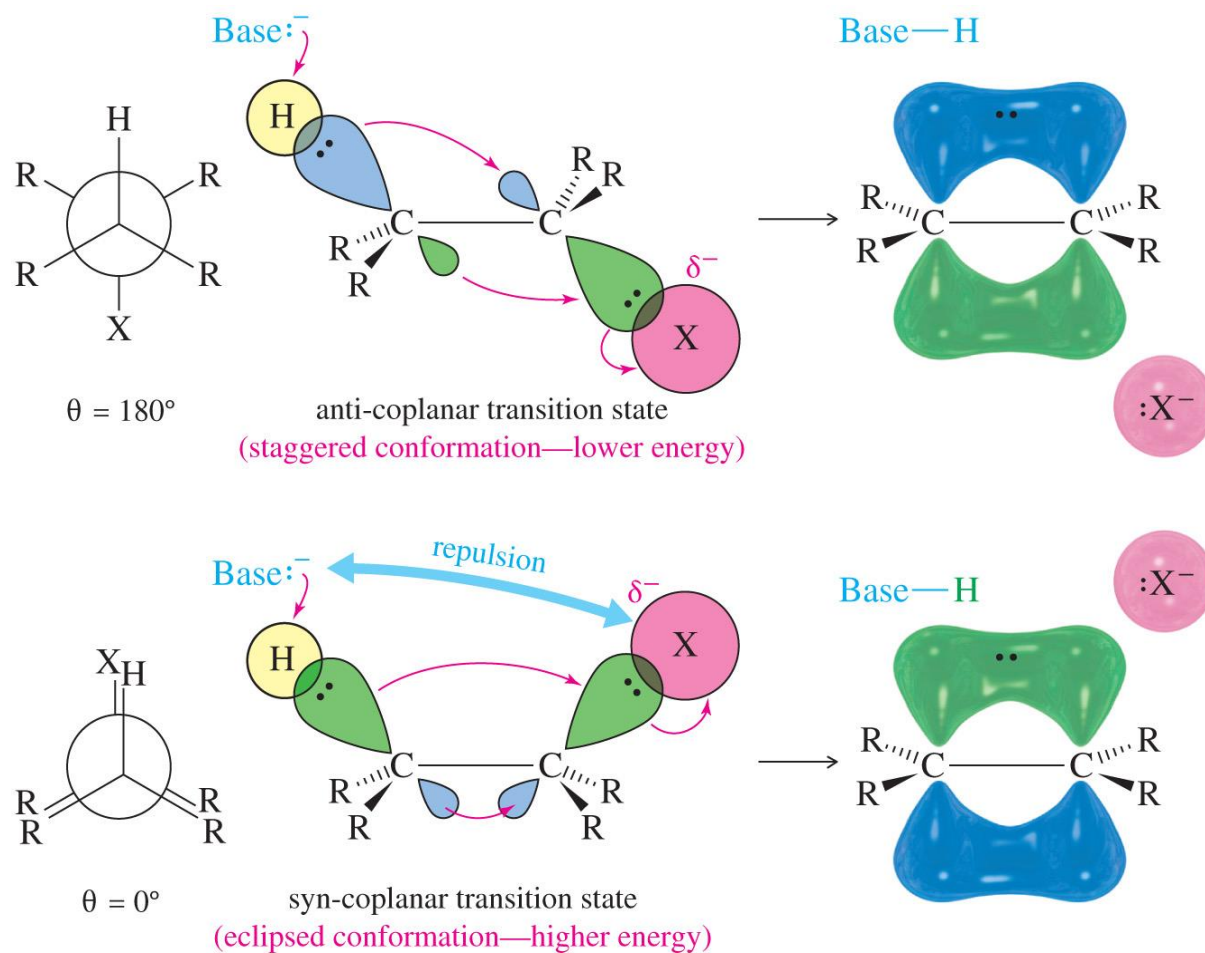 Base:⁻
Base—H
H
H
R
R
R
R
C
C
R
R
R
R
C
C
R
R
R
R
δ⁻
X
X
θ = 180°
anti-coplanar transition state
(staggered conformation—lower energy)
:X⁻
Base:⁻
repulsion
δ⁻
Base—H
:X⁻
H
X
XH
R
R
R
R
C
C
R
R
R
R
C
C
R
R
R
R
θ = 0°
syn-coplanar transition state
(eclipsed conformation—higher energy)